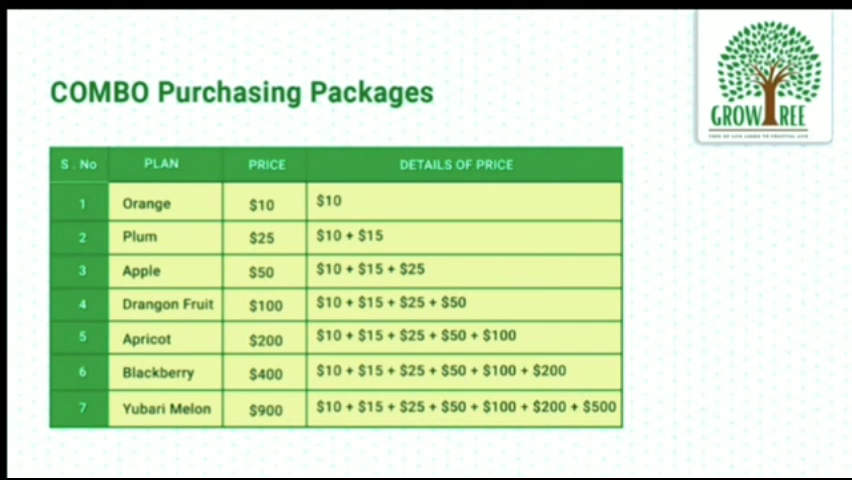 GROWTREE
COMBO Purchasing Packages
S . No PLAN PRICE DETAILS OF PRICE
1 Orange $10 $10
2 Plum $25 $10 + $15
3 Apple $50 $10 + $15 + $25
4 Drangon Fruit $100 $10 + $15 + $25 + $50
5 Apricot $200 $10 + $15 + $25 + $50 + $100
6 Blackberry $400 $10 + $15 + $25 + $50 + $100 + $200
7 Yubari Melon $900 $10 + $15 + $25 + $50 + $100 + $200 + $500